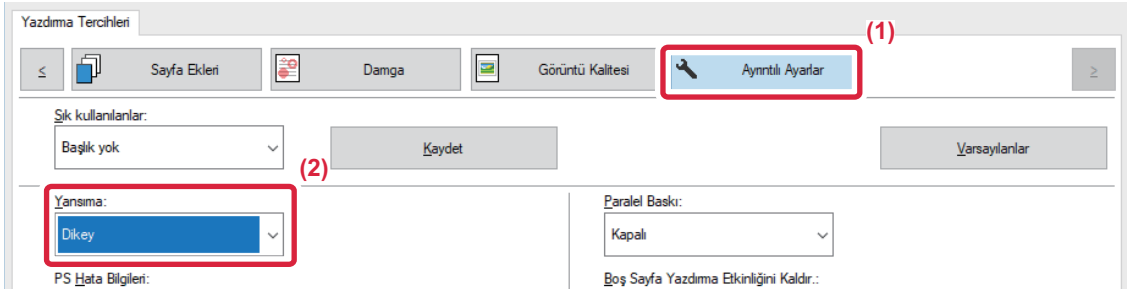 Yazdırma Tercihleri
(1)
< Sayfa Ekleri Damga Görüntü Kalitesi Ayrıntılı Ayarlar >
Sık kullanılanlar:
Başlık yok Kaydet Varsayılanlar
(2)
Yansıma: Paralel Baskı:
Dikey Kapalı
PS Hata Bilgileri: Boş Sayfa Yazdırma Etkinliğini Kaldır.: